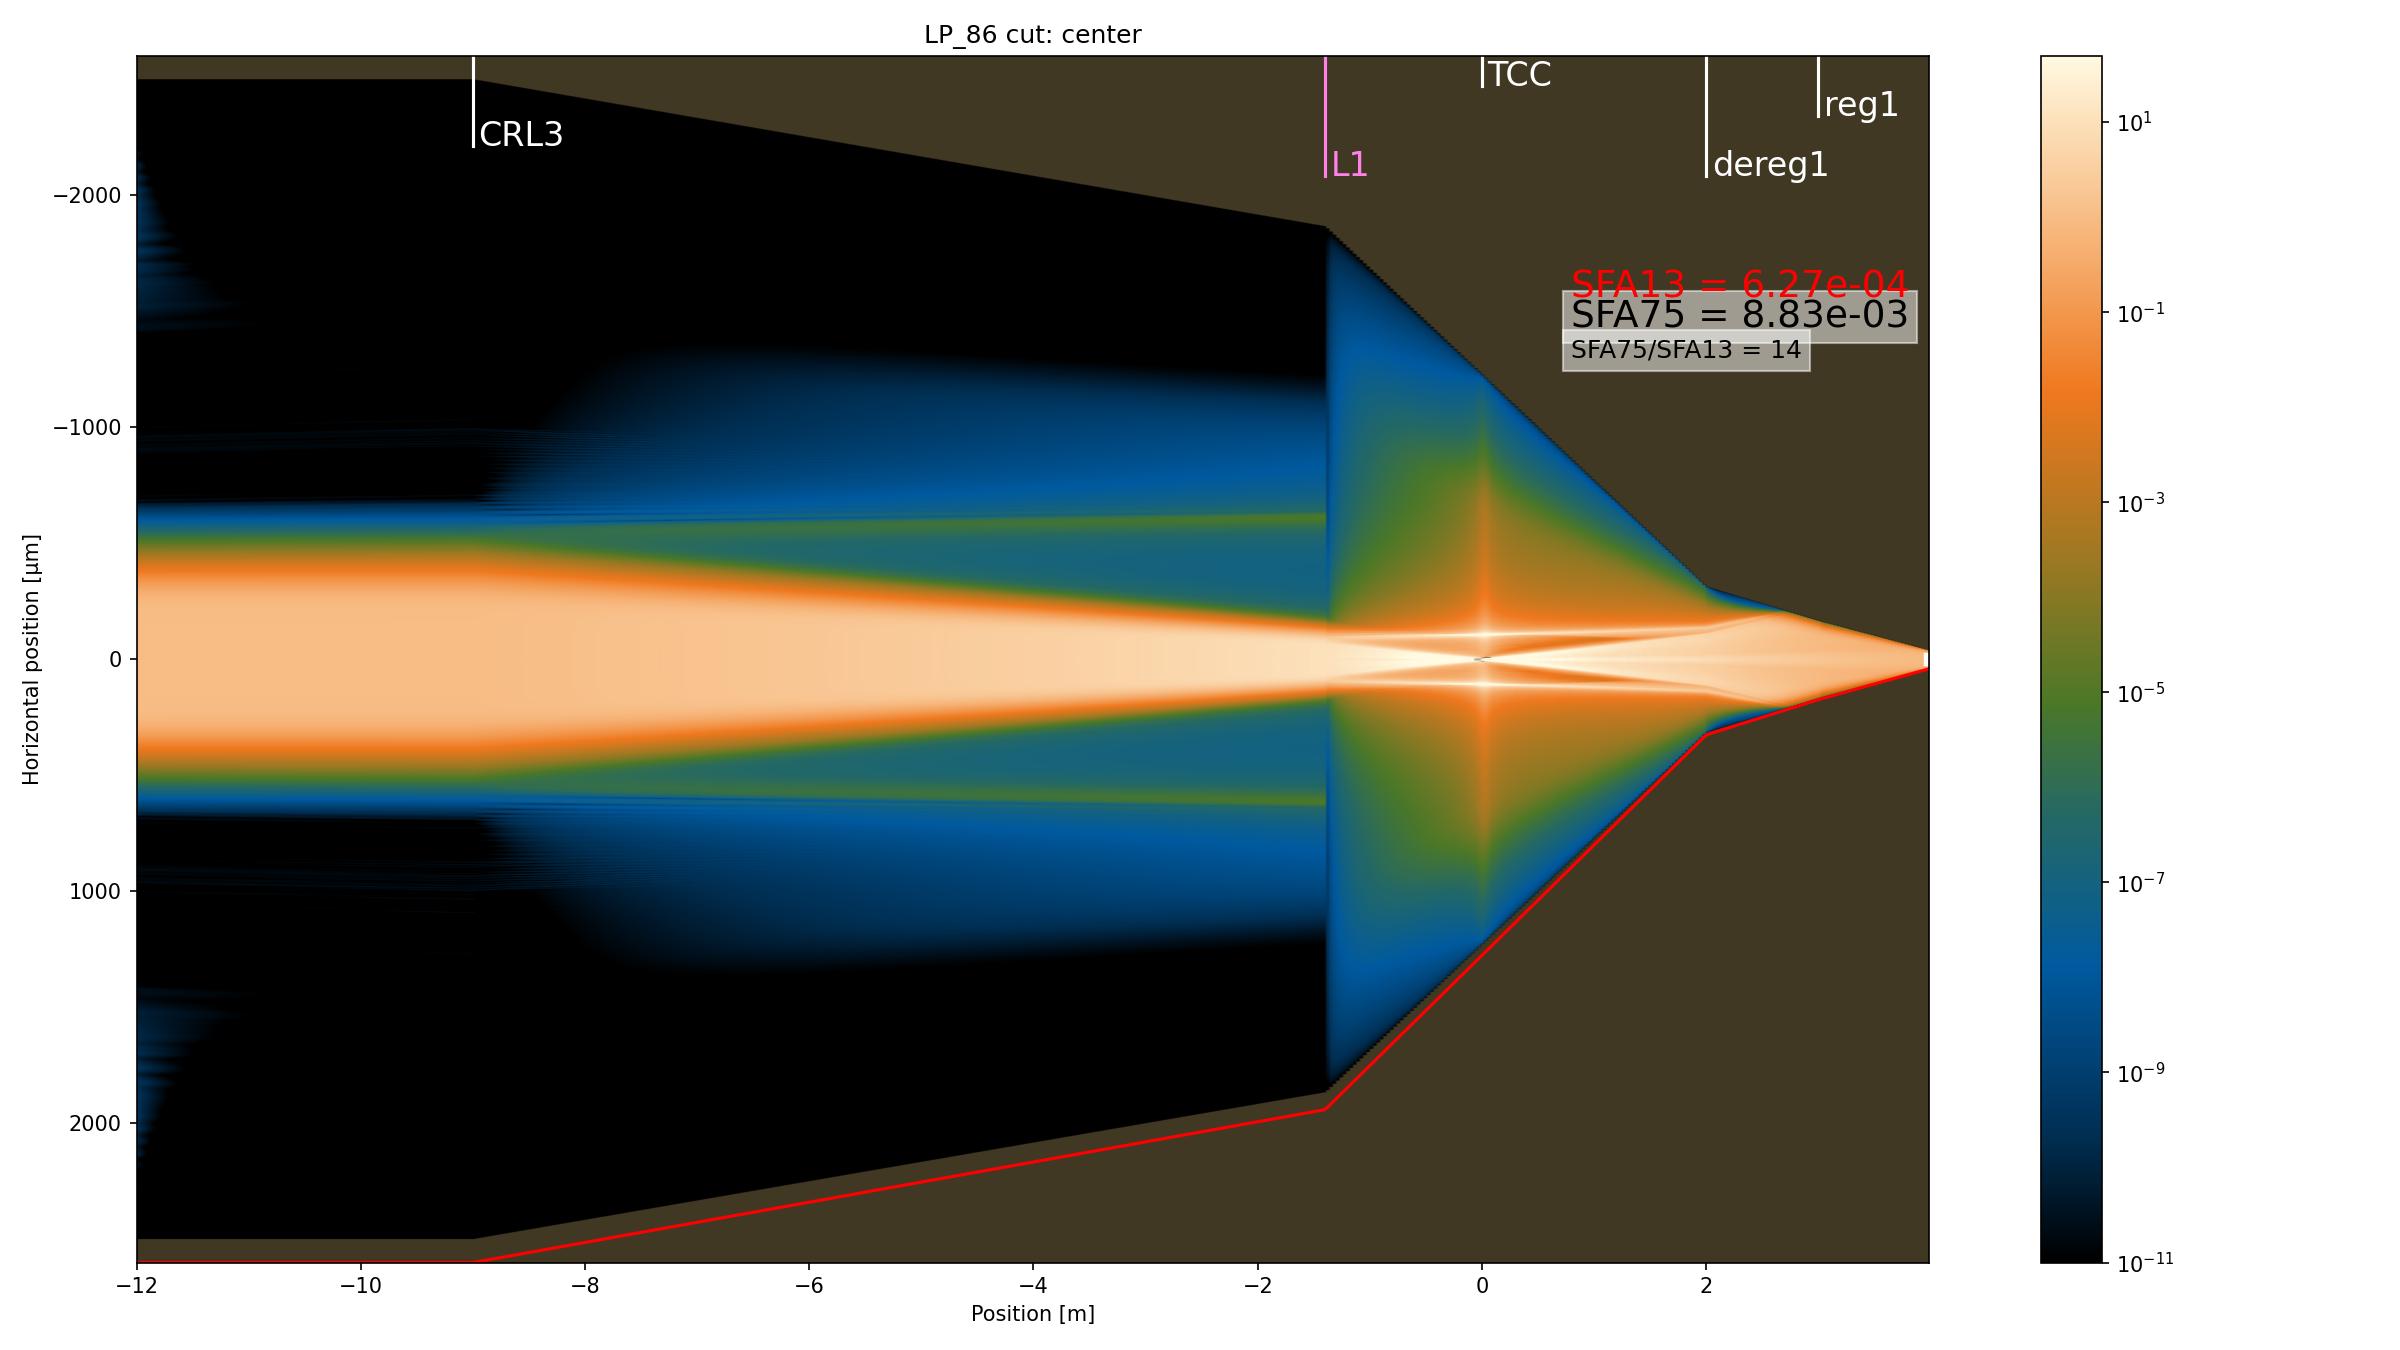 LP_86 cut: center
CRL3
L1
TCC
dereg1
reg1
SFA13 = 6.27e-04
SFA75 = 8.83e-03
SFA75/SFA13 = 14
Horizontal position [µm]
−2000
−1000
0
1000
2000
−12
−10
−8
−6
−4
−2
0
2
Position [m]
10¹
10⁻¹
10⁻³
10⁻⁵
10⁻⁷
10⁻⁹
10⁻¹¹